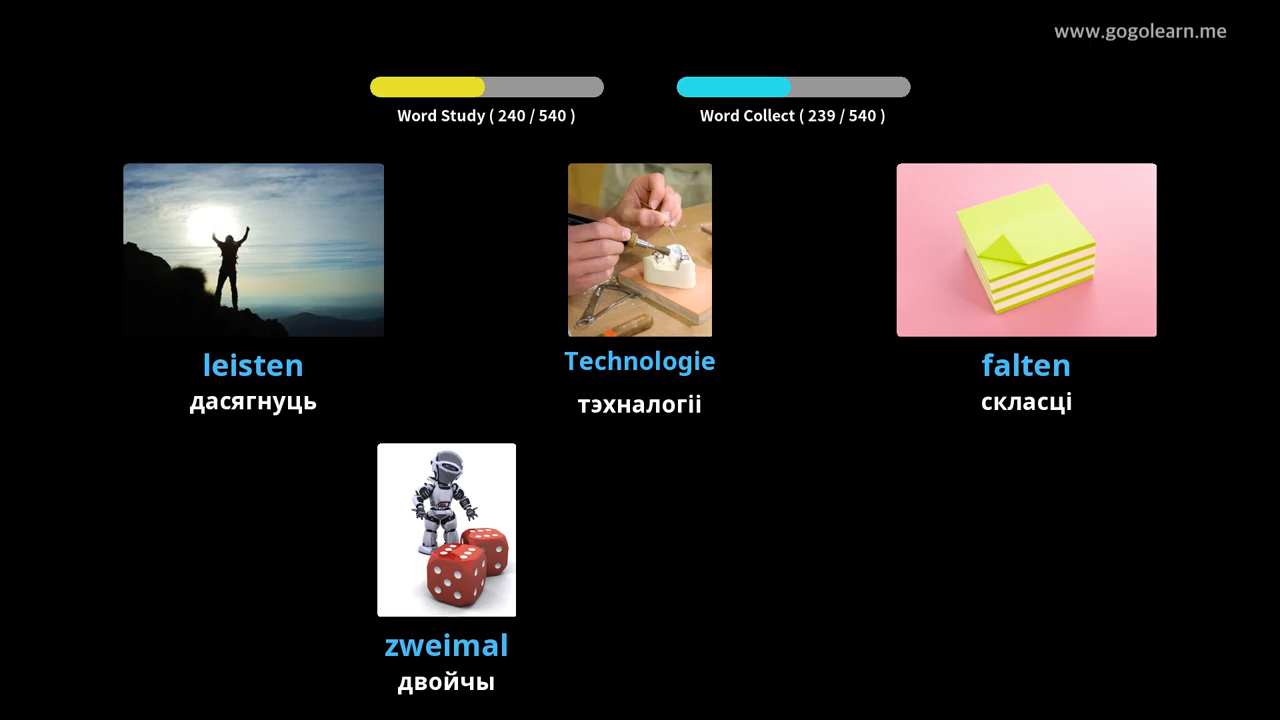 www.gogolearn.me
Word Study ( 240 / 540 )
Word Collect ( 239 / 540 )
leisten
дасягнуць
Technologie
тэхналогіі
falten
скласці
zweimal
двойчы